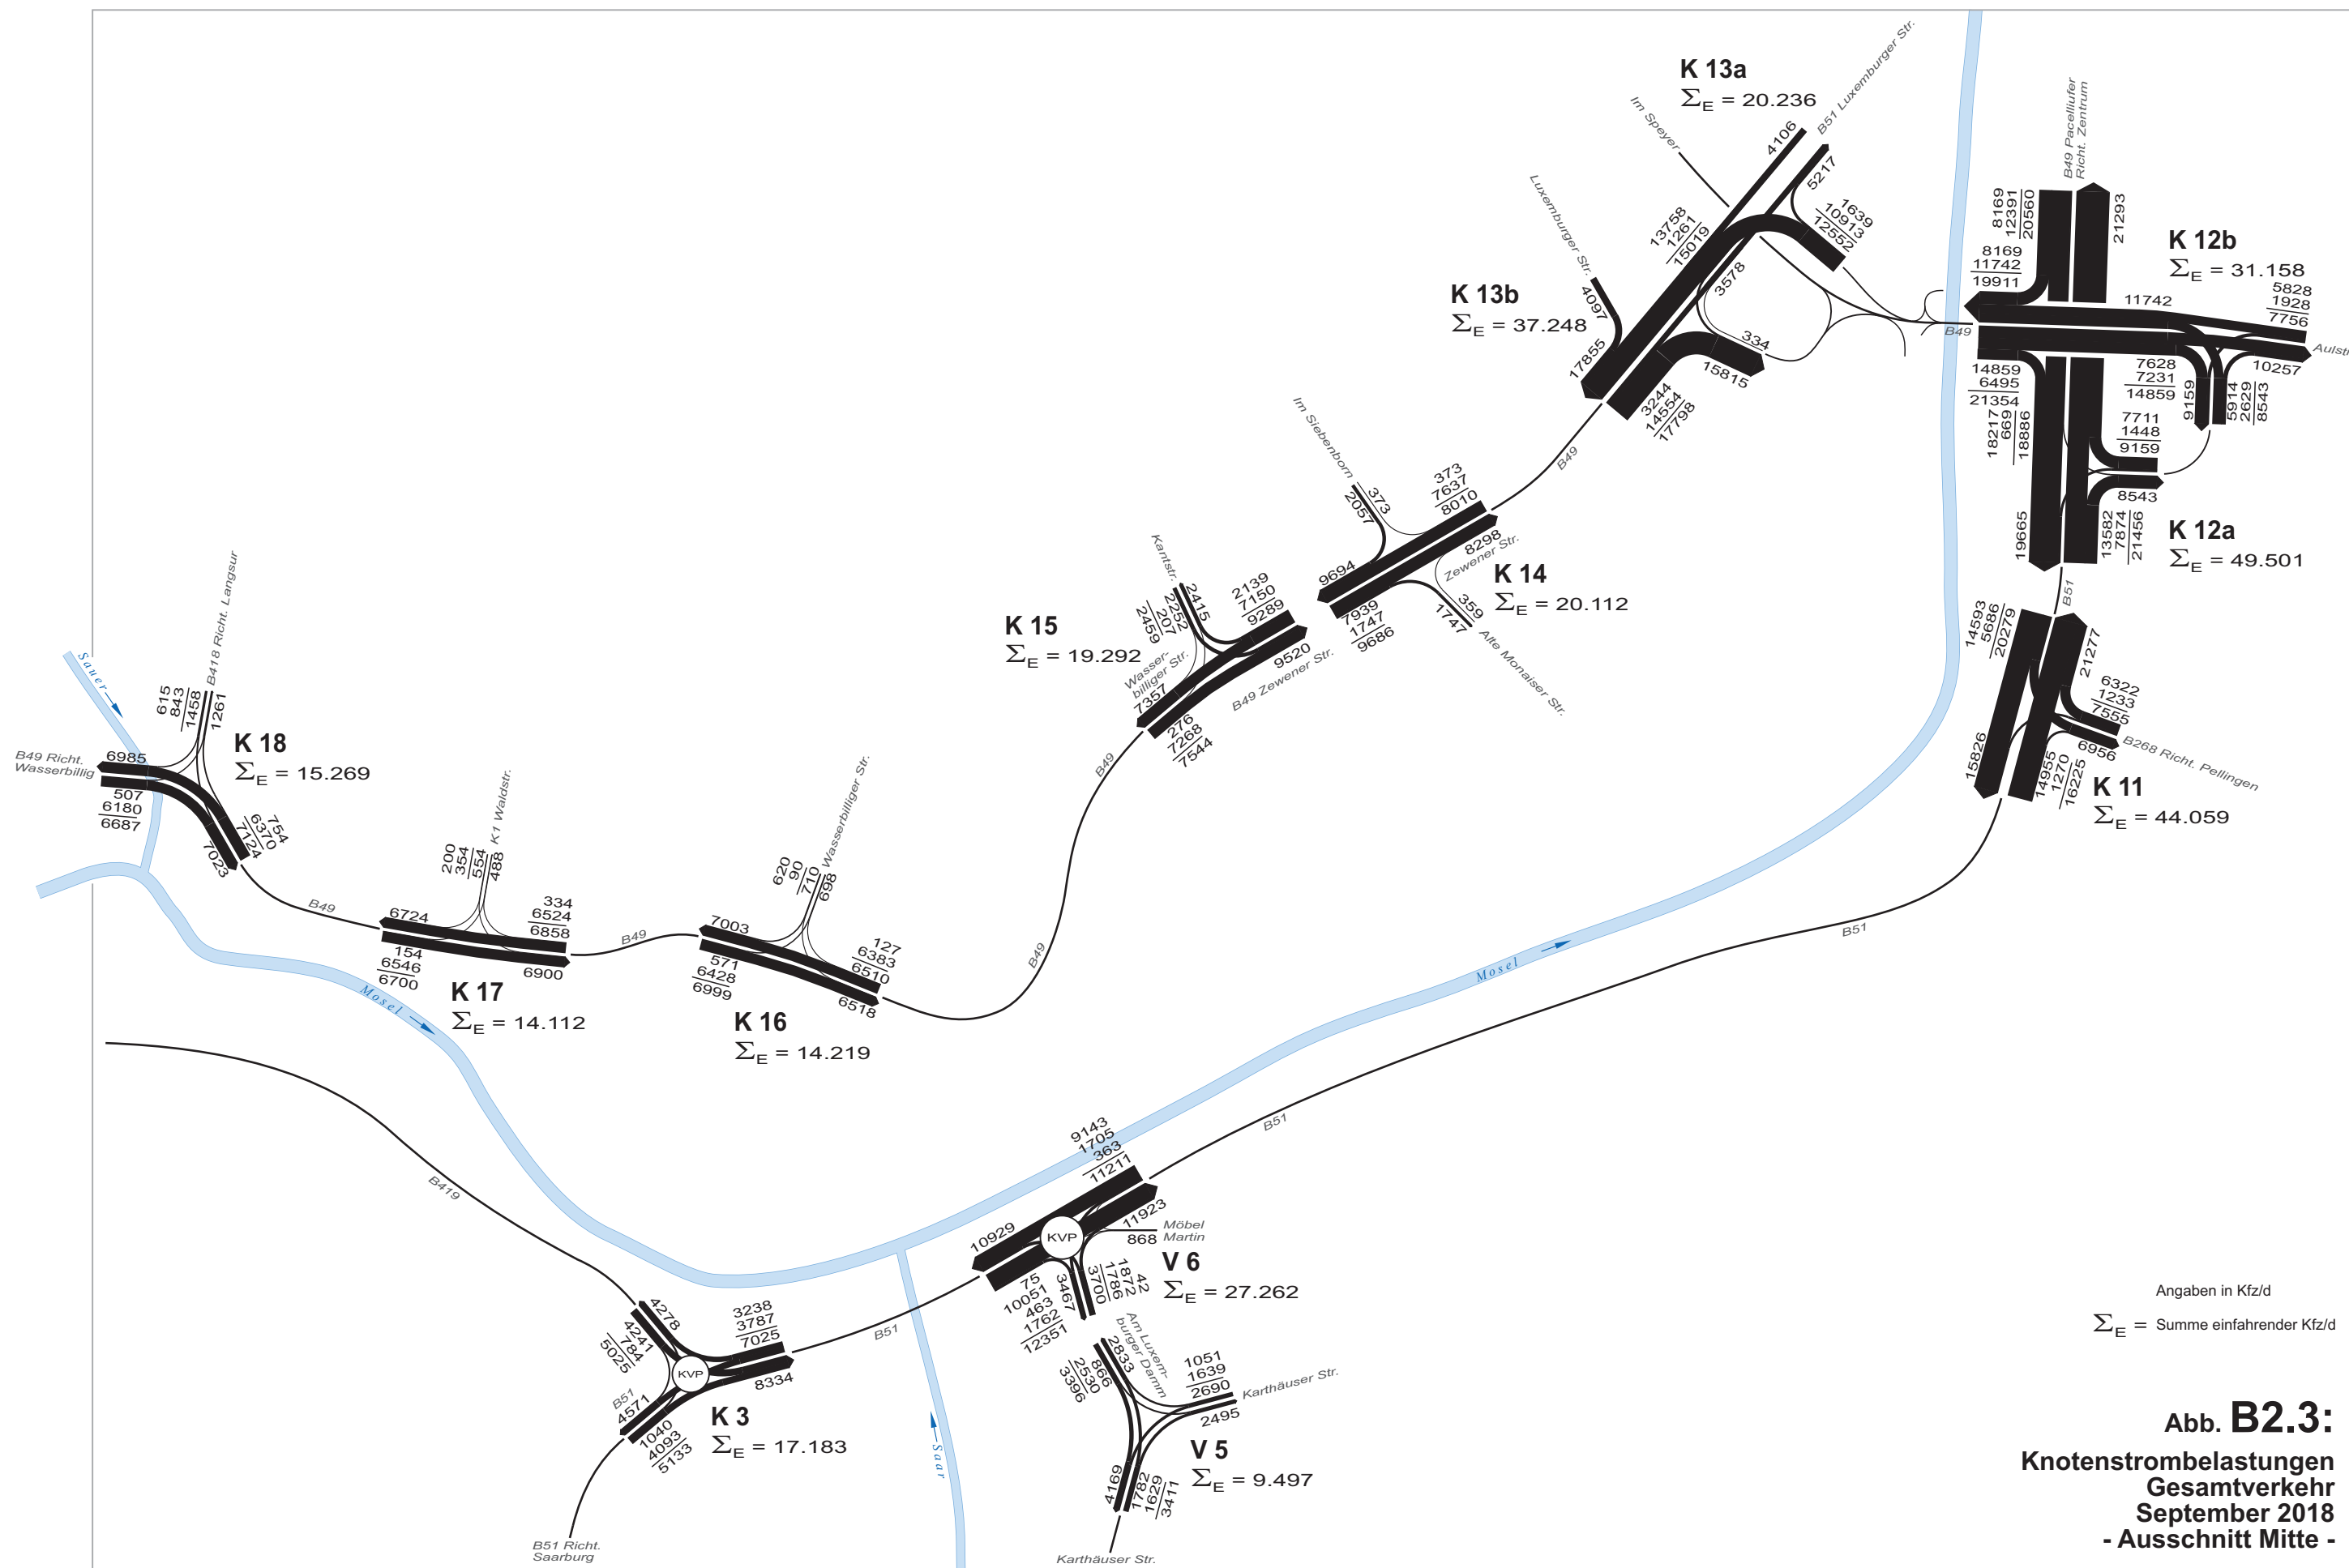 K 13a
ΣE = 20.236
Im Speyer
B51 Luxemburger Str.
4106
5217
1639
10913
12552
13758
1261
15019
3578
334
15815
Luxemburger Str.
4097
K 13b
ΣE = 37.248
17855
3244
14554
17798
B49
B49 Pacelliufer
Richt. Zentrum
8169
12391
20560
21293
K 12b
ΣE = 31.158
8169
11742
19911
11742
5828
1928
7756
B49
10257
14859
6495
21354
7628
7231
14859
9159
5914
2629
8543
18217
669
18886
7711
1448
9159
8543
19665
13582
7874
21456
K 12a
ΣE = 49.501
B51
14593
5686
20279
21277
6322
1233
7555
6956
B268 Richt. Pellingen
15826
14955
1270
16225
K 11
ΣE = 44.059
B51
Im Siebenborn
373
2057
373
7637
8010
8298
Zewener Str.
9694
K 14
ΣE = 20.112
7939
1747
9686
359
1747
Alte Monaiser Str.
Kantstr.
2415
2252
207
2459
2139
7150
9289
K 15
ΣE = 19.292
9520
Wasser-
billiger Str.
7357
276
7268
7544
B49 Zewener Str.
B49
Sauer
B418 Richt. Langsur
615
843
1458
1261
K 18
ΣE = 15.269
B49 Richt.
Wasserbillig
6985
507
6180
6687
754
6370
7124
7023
B49
K1 Waldstr.
200
354
554
488
334
6524
6858
6724
154
6546
6700
6900
K 17
ΣE = 14.112
B49
Wasserbilliger Str.
620
90
710
698
7003
571
6428
6999
127
6383
6510
6518
K 16
ΣE = 14.219
B49
Mosel
Mosel
B419
B51
9143
1705
363
11211
10929
KVP
11923
868
Möbel
Martin
V 6
ΣE = 27.262
75
10051
463
1762
12351
3467
42
1872
1786
3700
Am Luxem-
burger Damm
2833
866
2530
3396
1051
1639
2690
Karthäuser Str.
2495
V 5
ΣE = 9.497
4169
1782
1629
3411
Karthäuser Str.
4278
4241
784
5025
3238
3787
7025
KVP
8334
B51
B51
4571
1040
4093
5133
K 3
ΣE = 17.183
B51 Richt.
Saarburg
Saar
Angaben in Kfz/d
ΣE = Summe einfahrender Kfz/d
Abb. B2.3:
Knotenstrombelastungen
Gesamtverkehr
September 2018
- Ausschnitt Mitte -